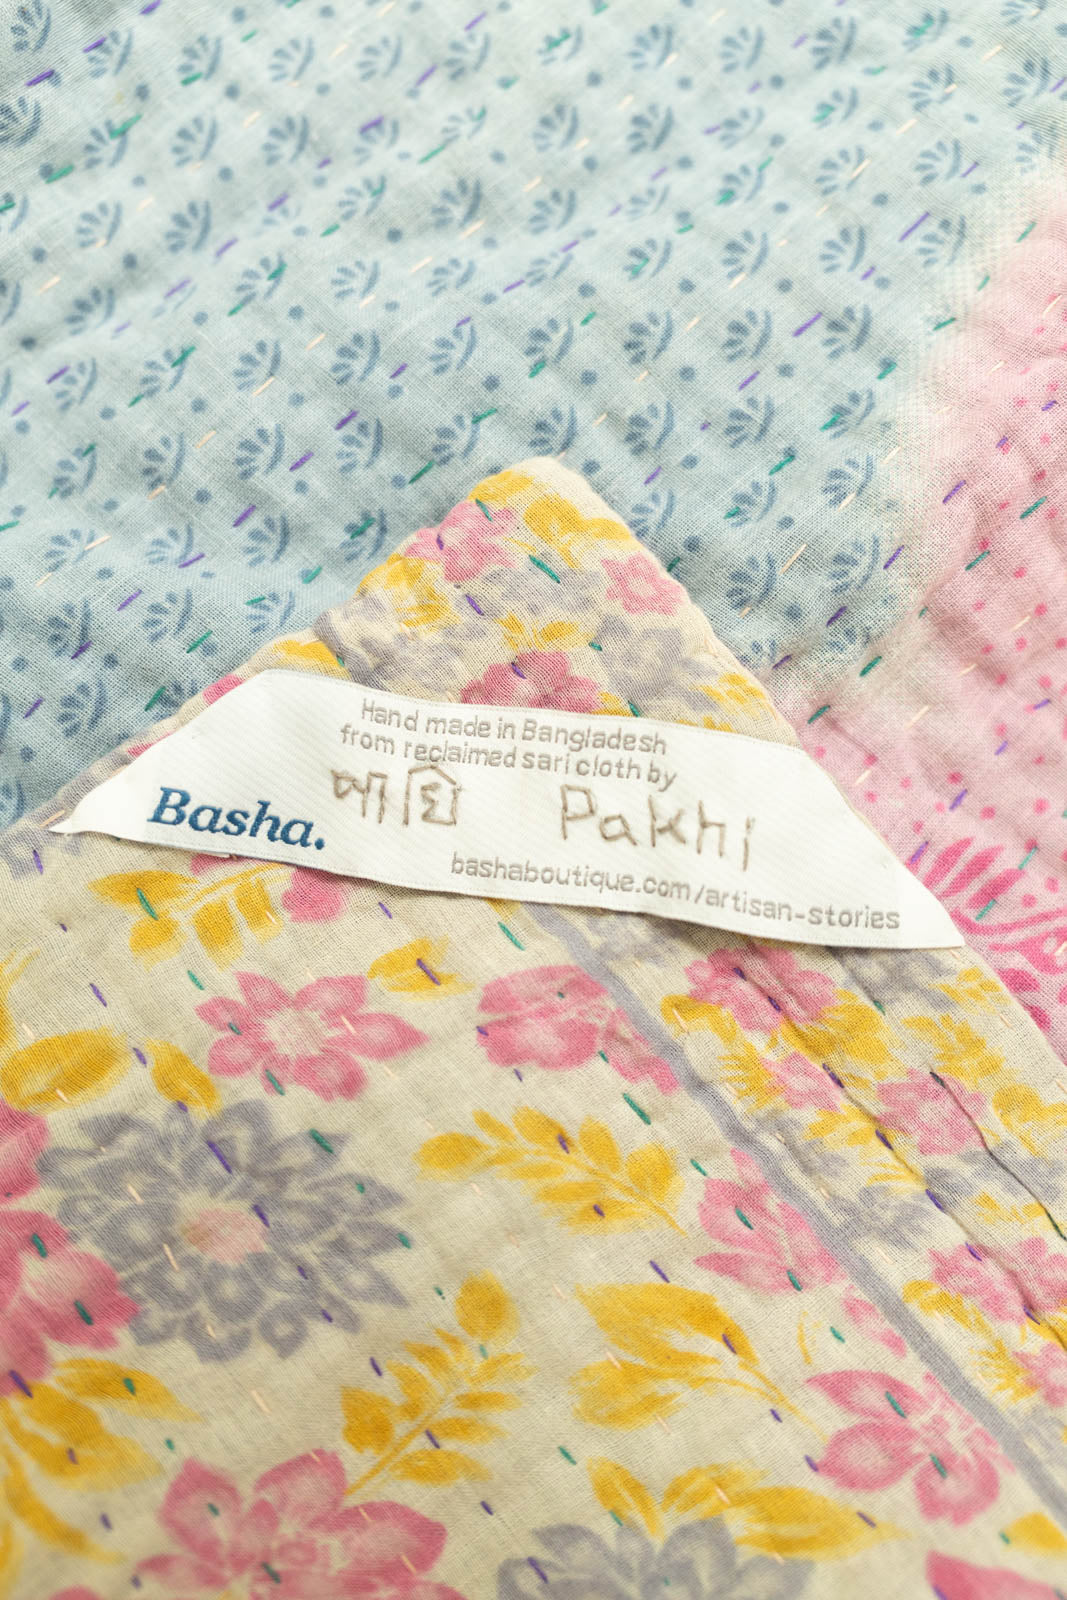 Hand made in Bangladesh
from reclaimed sari cloth by
Basha.
পাখি Pakhi
bashaboutique.com/artisan-stories